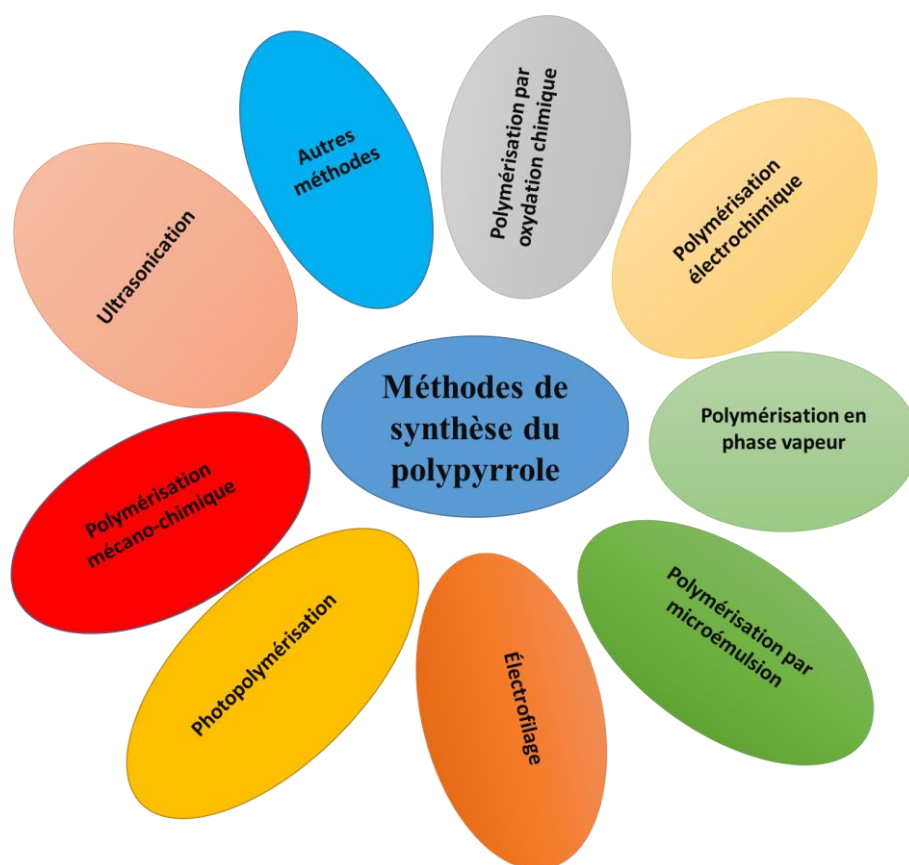 Méthodes de
synthèse du
polypyrrole
Polymérisation par
oxydation chimique
Polymérisation
électrochimique
Polymérisation en
phase vapeur
Polymérisation par
microémulsion
Électrofilage
Photopolymérisation
Polymérisation
mécano-chimique
Ultrasonication
Autres
méthodes